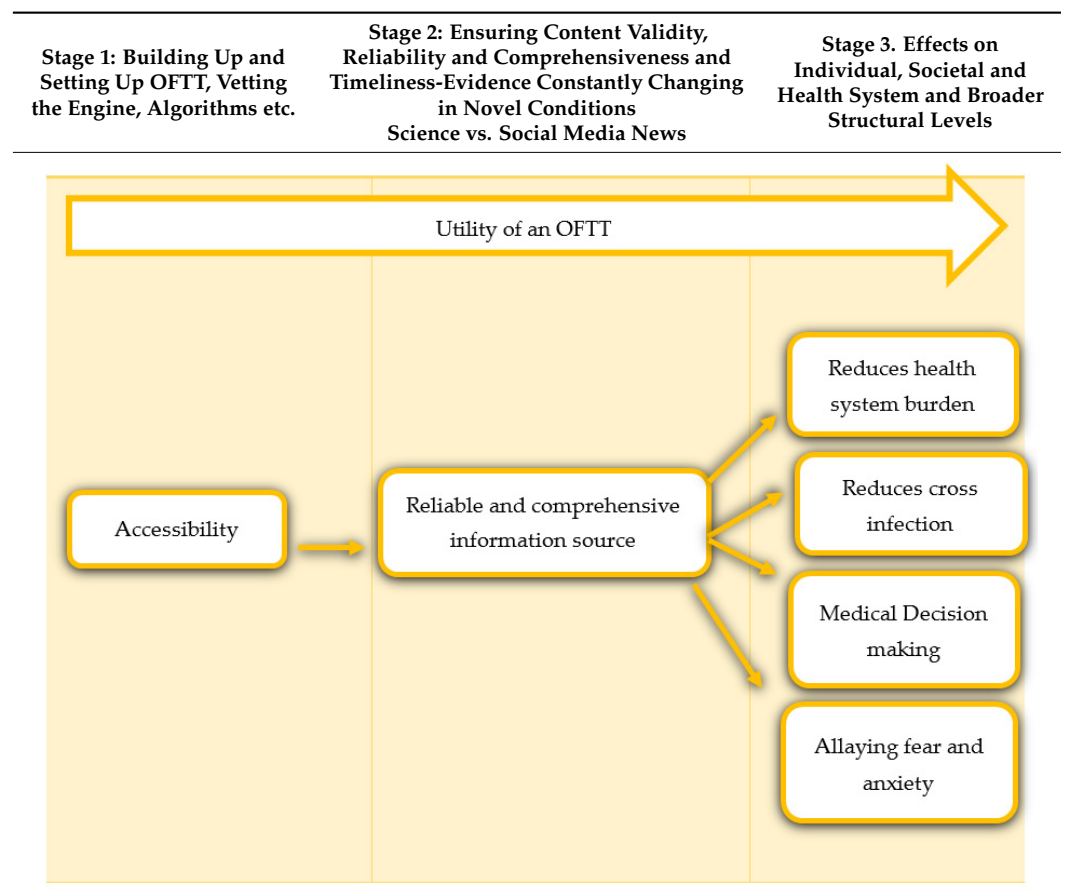 Stage 1: Building Up and
Setting Up OFTT, Vetting
the Engine, Algorithms etc.
Stage 2: Ensuring Content Validity,
Reliability and Comprehensiveness and
Timeliness-Evidence Constantly Changing
in Novel Conditions
Science vs. Social Media News
Stage 3. Effects on
Individual, Societal and
Health System and Broader
Structural Levels
Utility of an OFTT
Accessibility
Reliable and comprehensive
information source
Reduces health
system burden
Reduces cross
infection
Medical Decision
making
Allaying fear and
anxiety